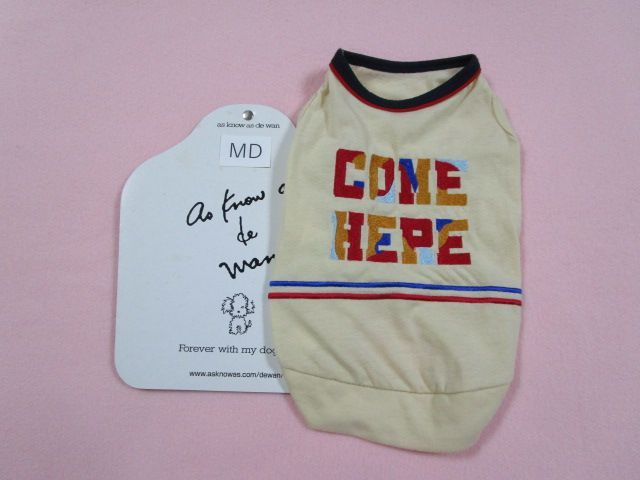 as know as de wan
MD
as know a
de
wan
Forever with my dog
www.asknowas.com/dewan
COME
HERE